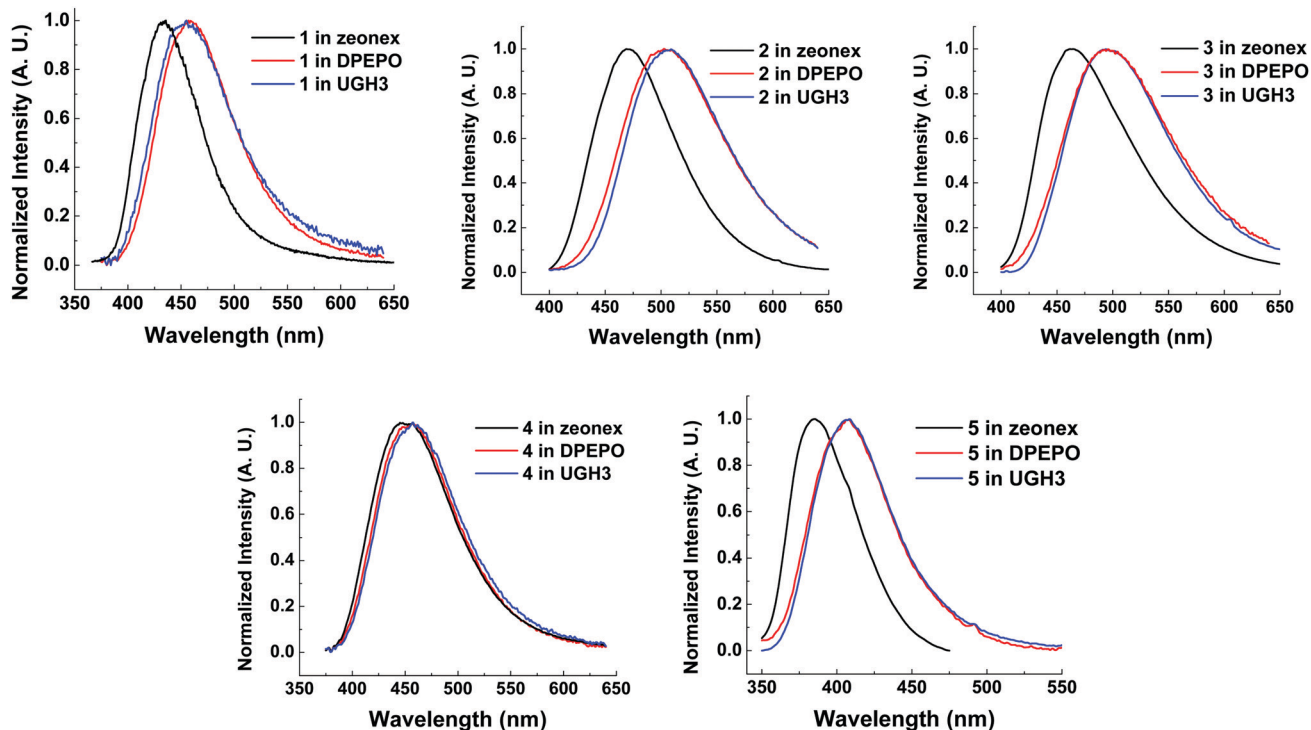 Normalized Intensity (A. U.)
1.0
0.8
0.6
0.4
0.2
0.0
1 in zeonex
1 in DPEPO
1 in UGH3
350 400 450 500 550 600 650
Wavelength (nm)
Normalized Intensity (A. U.)
1.0
0.8
0.6
0.4
0.2
0.0
2 in zeonex
2 in DPEPO
2 in UGH3
400 450 500 550 600 650
Wavelength (nm)
Normalized Intensity (A. U.)
1.0
0.8
0.6
0.4
0.2
0.0
3 in zeonex
3 in DPEPO
3 in UGH3
400 450 500 550 600 650
Wavelength (nm)
Normalized Intensity (A. U.)
1.0
0.8
0.6
0.4
0.2
0.0
4 in zeonex
4 in DPEPO
4 in UGH3
350 400 450 500 550 600 650
Wavelength (nm)
Normalized Intensity (A. U.)
1.0
0.8
0.6
0.4
0.2
0.0
5 in zeonex
5 in DPEPO
5 in UGH3
350 400 450 500 550
Wavelength (nm)